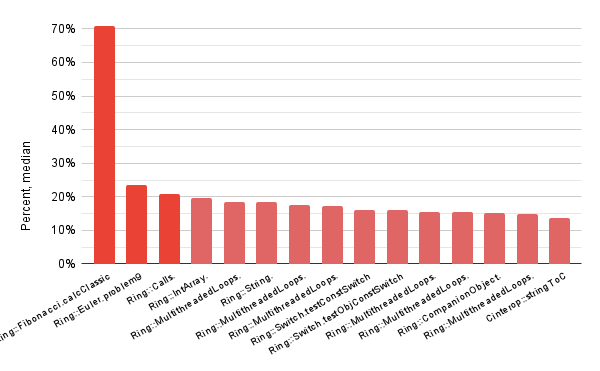 70%
60%
50%
40%
30%
20%
10%
0%
Percent, median
Ring::Fibonacci.calcClassic
Ring::Euler.problem9
Ring::Calls.
Ring::IntArray.
Ring::MultithreadedLoops.
Ring::String.
Ring::MultithreadedLoops.
Ring::MultithreadedLoops.
Ring::Switch.testConstSwitch
Ring::Switch.testObjConstSwitch
Ring::MultithreadedLoops.
Ring::MultithreadedLoops.
Ring::CompanionObject.
Ring::MultithreadedLoops.
Cinterop::stringToC